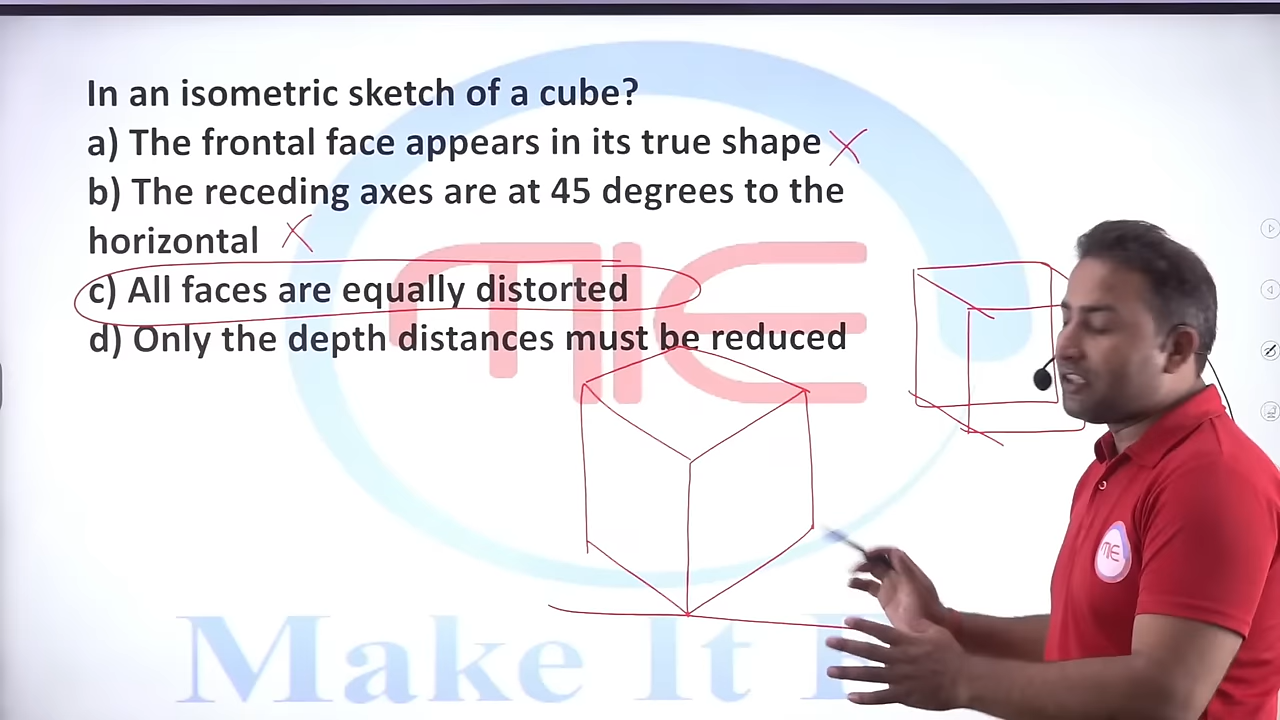 In an isometric sketch of a cube?
a) The frontal face appears in its true shape
b) The receding axes are at 45 degrees to the
horizontal
c) All faces are equally distorted
d) Only the depth distances must be reduced
MIE
MIE
Make It